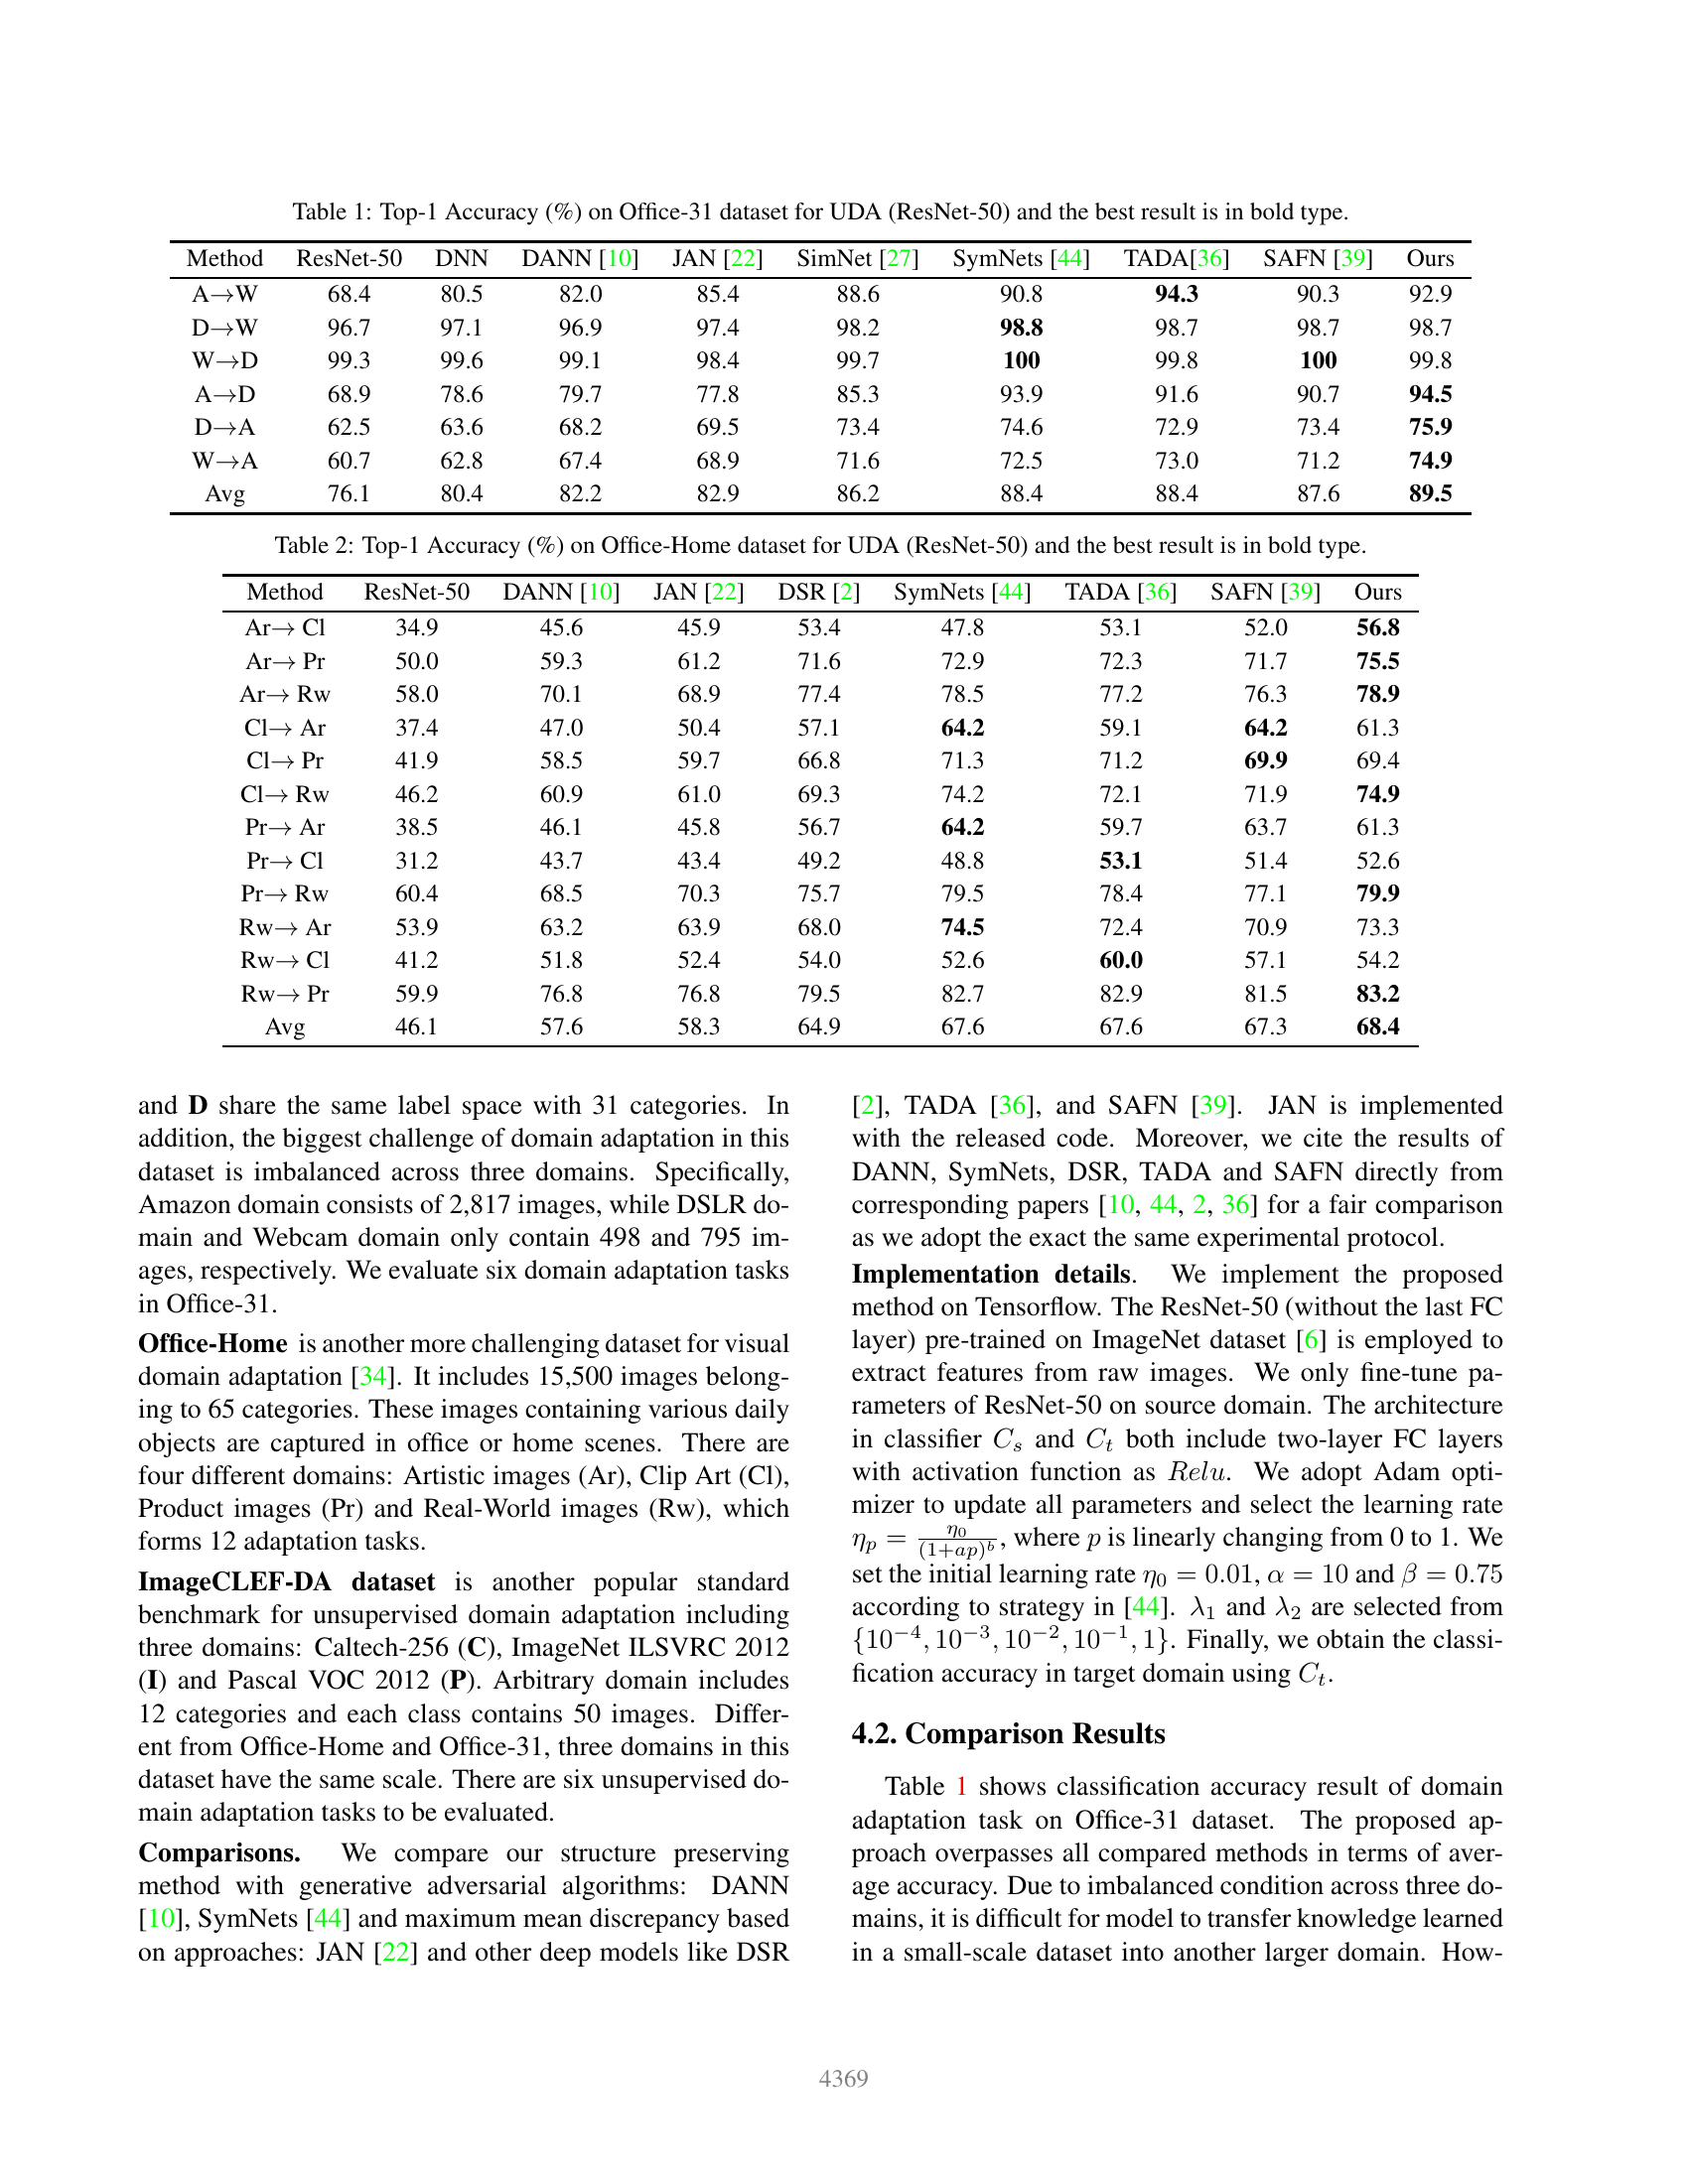 Table 1: Top-1 Accuracy (%) on Office-31 dataset for UDA (ResNet-50) and the best result is in bold type.
Method ResNet-50 DNN DANN [10] JAN [22] SimNet [27] SymNets [44] TADA[36] SAFN [39] Ours
A→W 68.4 80.5 82.0 85.4 88.6 90.8 94.3 90.3 92.9
D→W 96.7 97.1 96.9 97.4 98.2 98.8 98.7 98.7 98.7
W→D 99.3 99.6 99.1 98.4 99.7 100 99.8 100 99.8
A→D 68.9 78.6 79.7 77.8 85.3 93.9 91.6 90.7 94.5
D→A 62.5 63.6 68.2 69.5 73.4 74.6 72.9 73.4 75.9
W→A 60.7 62.8 67.4 68.9 71.6 72.5 73.0 71.2 74.9
Avg 76.1 80.4 82.2 82.9 86.2 88.4 88.4 87.6 89.5
Table 2: Top-1 Accuracy (%) on Office-Home dataset for UDA (ResNet-50) and the best result is in bold type.
Method ResNet-50 DANN [10] JAN [22] DSR [2] SymNets [44] TADA [36] SAFN [39] Ours
Ar→ Cl 34.9 45.6 45.9 53.4 47.8 53.1 52.0 56.8
Ar→ Pr 50.0 59.3 61.2 71.6 72.9 72.3 71.7 75.5
Ar→ Rw 58.0 70.1 68.9 77.4 78.5 77.2 76.3 78.9
Cl→ Ar 37.4 47.0 50.4 57.1 64.2 59.1 64.2 61.3
Cl→ Pr 41.9 58.5 59.7 66.8 71.3 71.2 69.9 69.4
Cl→ Rw 46.2 60.9 61.0 69.3 74.2 72.1 71.9 74.9
Pr→ Ar 38.5 46.1 45.8 56.7 64.2 59.7 63.7 61.3
Pr→ Cl 31.2 43.7 43.4 49.2 48.8 53.1 51.4 52.6
Pr→ Rw 60.4 68.5 70.3 75.7 79.5 78.4 77.1 79.9
Rw→ Ar 53.9 63.2 63.9 68.0 74.5 72.4 70.9 73.3
Rw→ Cl 41.2 51.8 52.4 54.0 52.6 60.0 57.1 54.2
Rw→ Pr 59.9 76.8 76.8 79.5 82.7 82.9 81.5 83.2
Avg 46.1 57.6 58.3 64.9 67.6 67.6 67.3 68.4
and D share the same label space with 31 categories. In
addition, the biggest challenge of domain adaptation in this
dataset is imbalanced across three domains. Specifically,
Amazon domain consists of 2,817 images, while DSLR do-
main and Webcam domain only contain 498 and 795 im-
ages, respectively. We evaluate six domain adaptation tasks
in Office-31.
Office-Home is another more challenging dataset for visual
domain adaptation [34]. It includes 15,500 images belong-
ing to 65 categories. These images containing various daily
objects are captured in office or home scenes. There are
four different domains: Artistic images (Ar), Clip Art (Cl),
Product images (Pr) and Real-World images (Rw), which
forms 12 adaptation tasks.
ImageCLEF-DA dataset is another popular standard
benchmark for unsupervised domain adaptation including
three domains: Caltech-256 (C), ImageNet ILSVRC 2012
(I) and Pascal VOC 2012 (P). Arbitrary domain includes
12 categories and each class contains 50 images. Differ-
ent from Office-Home and Office-31, three domains in this
dataset have the same scale. There are six unsupervised do-
main adaptation tasks to be evaluated.
Comparisons. We compare our structure preserving
method with generative adversarial algorithms: DANN
[10], SymNets [44] and maximum mean discrepancy based
on approaches: JAN [22] and other deep models like DSR
[2], TADA [36], and SAFN [39]. JAN is implemented
with the released code. Moreover, we cite the results of
DANN, SymNets, DSR, TADA and SAFN directly from
corresponding papers [10, 44, 2, 36] for a fair comparison
as we adopt the exact the same experimental protocol.
Implementation details. We implement the proposed
method on Tensorflow. The ResNet-50 (without the last FC
layer) pre-trained on ImageNet dataset [6] is employed to
extract features from raw images. We only fine-tune pa-
rameters of ResNet-50 on source domain. The architecture
in classifier C_s and C_t both include two-layer FC layers
with activation function as Relu. We adopt Adam opti-
mizer to update all parameters and select the learning rate
η_p = η_0/(1+ap)^b, where p is linearly changing from 0 to 1. We
set the initial learning rate η_0 = 0.01, α = 10 and β = 0.75
according to strategy in [44]. λ_1 and λ_2 are selected from
{10^−4, 10^−3, 10^−2, 10^−1, 1}. Finally, we obtain the classi-
fication accuracy in target domain using C_t.
4.2. Comparison Results
Table 1 shows classification accuracy result of domain
adaptation task on Office-31 dataset. The proposed ap-
proach overpasses all compared methods in terms of aver-
age accuracy. Due to imbalanced condition across three do-
mains, it is difficult for model to transfer knowledge learned
in a small-scale dataset into another larger domain. How-
4369